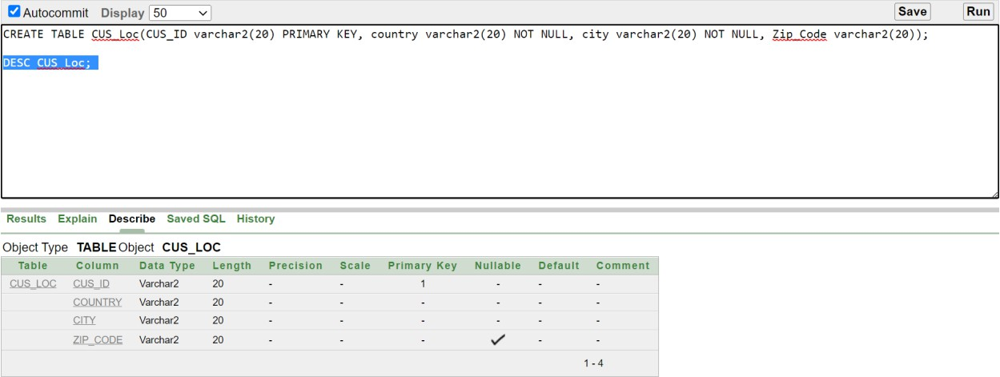 Autocommit Display 50 Save Run
CREATE TABLE CUS_Loc(CUS_ID varchar2(20) PRIMARY KEY, country varchar2(20) NOT NULL, city varchar2(20) NOT NULL, Zip_Code varchar2(20));
DESC CUS_Loc;
Results Explain Describe Saved SQL History
Object Type TABLE Object CUS_LOC
Table Column Data Type Length Precision Scale Primary Key Nullable Default Comment
CUS_LOC CUS_ID Varchar2 20 - - 1 - - -
COUNTRY Varchar2 20 - - - - - -
CITY Varchar2 20 - - - - - -
ZIP_CODE Varchar2 20 - - - ✓ - -
1 - 4